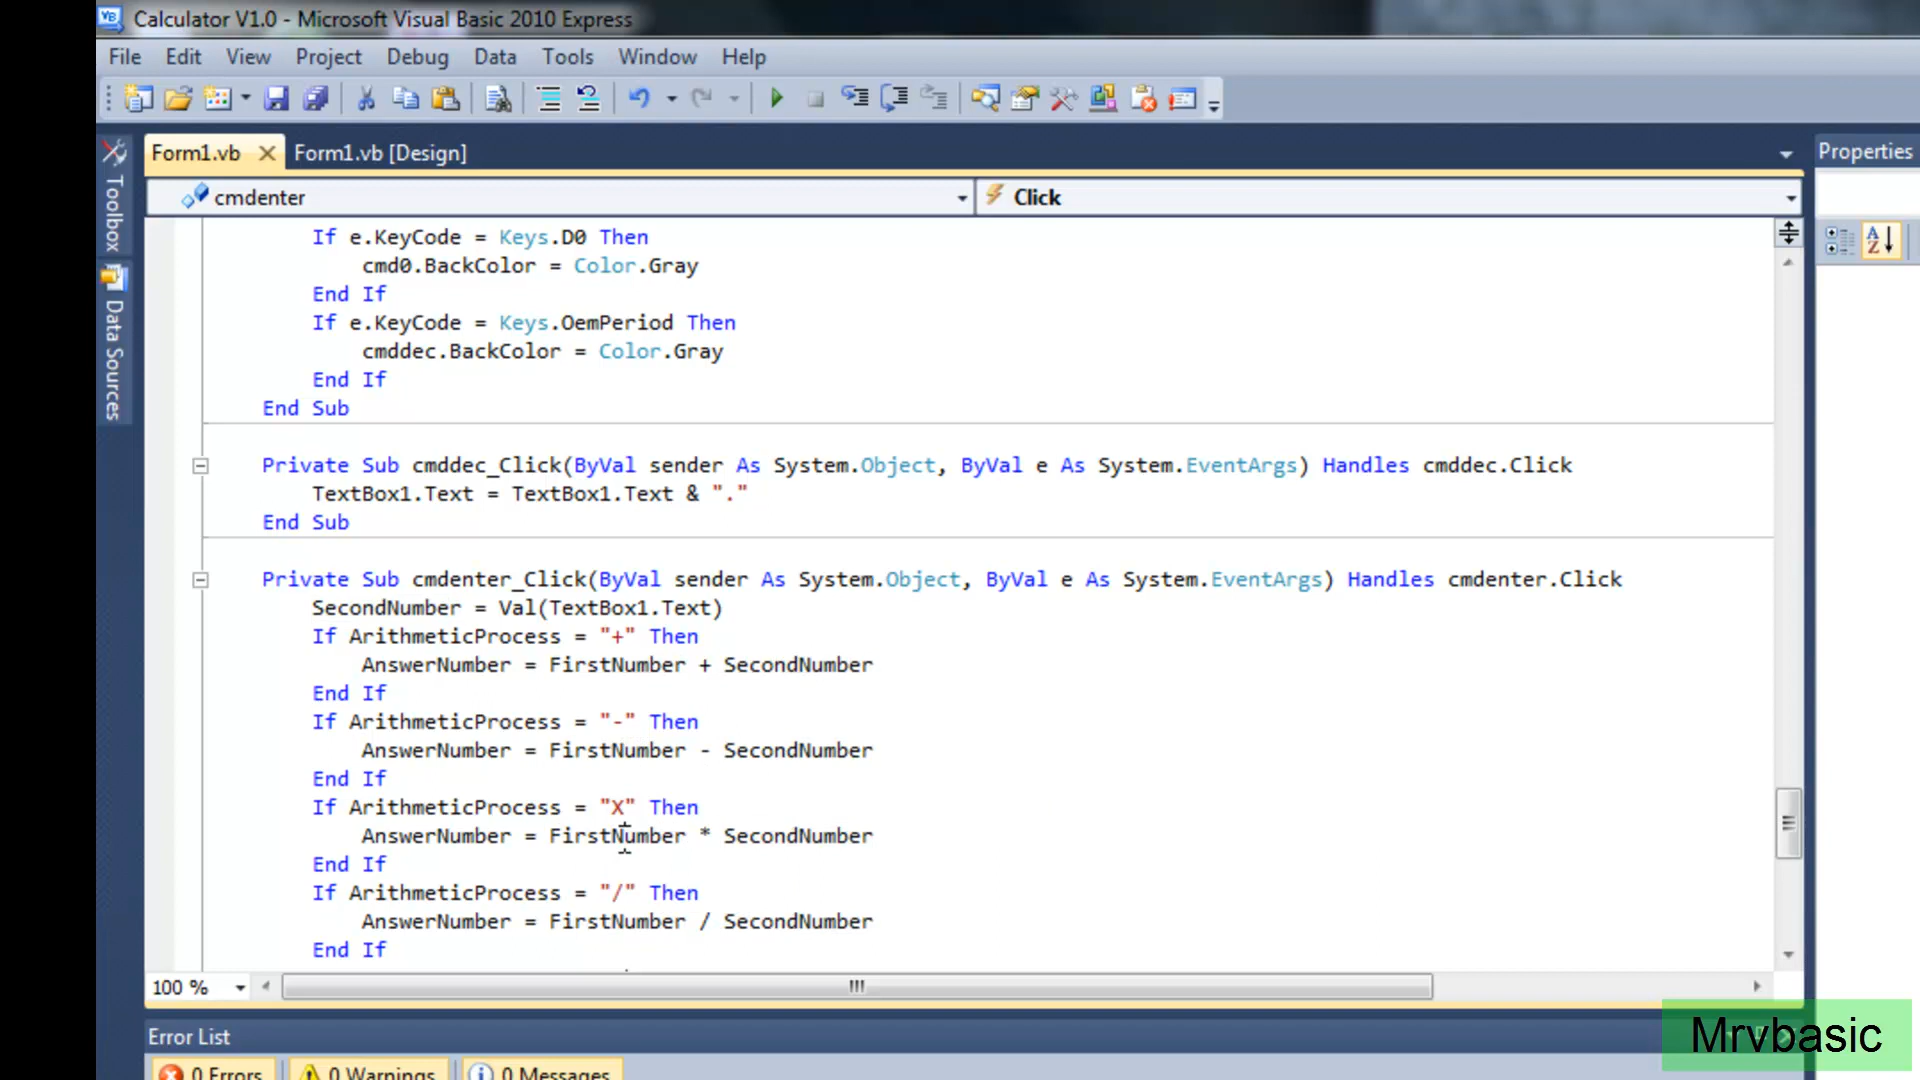 Calculator V1.0 - Microsoft Visual Basic 2010 Express
File Edit View Project Debug Data Tools Window Help
Form1.vb Form1.vb [Design]
Properties
cmdenter Click
Toolbox
Data Sources
If e.KeyCode = Keys.D0 Then
cmd0.BackColor = Color.Gray
End If
If e.KeyCode = Keys.OemPeriod Then
cmddec.BackColor = Color.Gray
End If
End Sub
Private Sub cmddec_Click(ByVal sender As System.Object, ByVal e As System.EventArgs) Handles cmddec.Click
TextBox1.Text = TextBox1.Text & "."
End Sub
Private Sub cmdenter_Click(ByVal sender As System.Object, ByVal e As System.EventArgs) Handles cmdenter.Click
SecondNumber = Val(TextBox1.Text)
If ArithmeticProcess = "+" Then
AnswerNumber = FirstNumber + SecondNumber
End If
If ArithmeticProcess = "-" Then
AnswerNumber = FirstNumber - SecondNumber
End If
If ArithmeticProcess = "X" Then
AnswerNumber = FirstNumber * SecondNumber
End If
If ArithmeticProcess = "/" Then
AnswerNumber = FirstNumber / SecondNumber
End If
100 %
Error List
0 Errors 0 Warnings 0 Messages
Mrvbasic